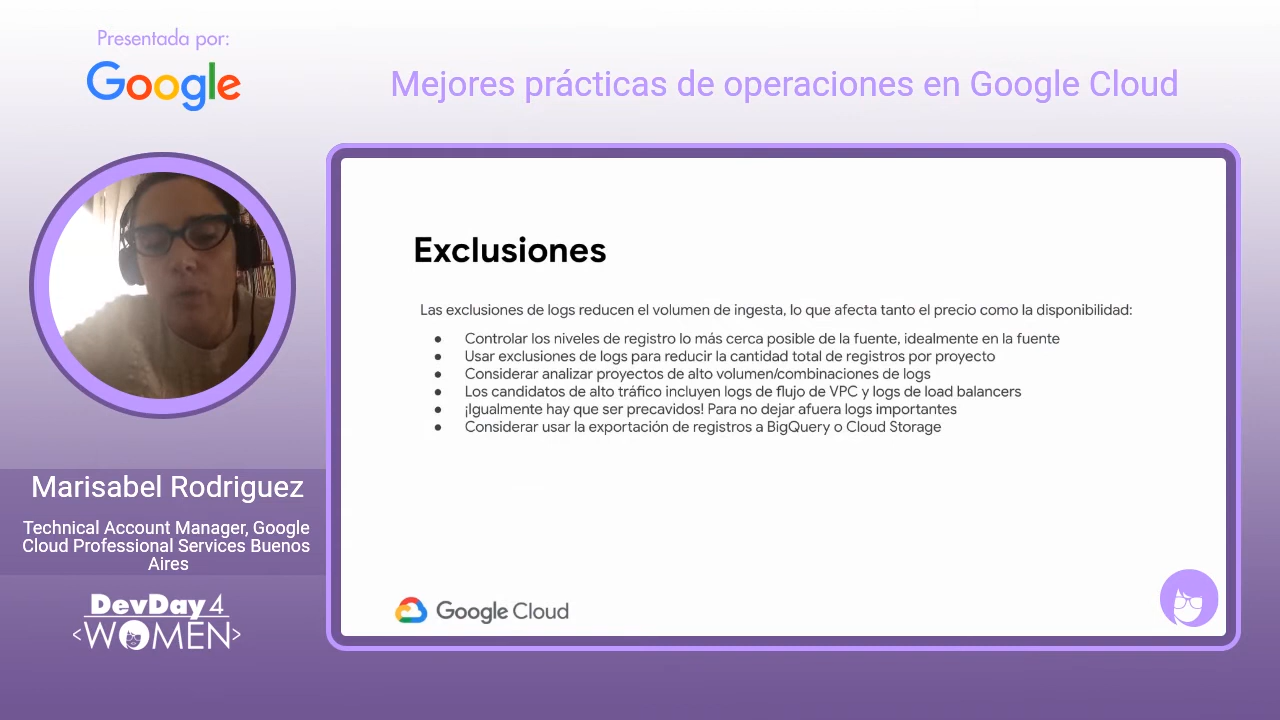 Presentada por:
Google
Mejores prácticas de operaciones en Google Cloud
Exclusiones
Las exclusiones de logs reducen el volumen de ingesta, lo que afecta tanto el precio como la disponibilidad:
● Controlar los niveles de registro lo más cerca posible de la fuente, idealmente en la fuente
● Usar exclusiones de logs para reducir la cantidad total de registros por proyecto
● Considerar analizar proyectos de alto volumen/combinaciones de logs
● Los candidatos de alto tráfico incluyen logs de flujo de VPC y logs de load balancers
● ¡Igualmente hay que ser precavidos! Para no dejar afuera logs importantes
● Considerar usar la exportación de registros a BigQuery o Cloud Storage
Google Cloud
Marisabel Rodriguez
Technical Account Manager, Google
Cloud Professional Services Buenos
Aires
DevDay 4
<WOMEN>